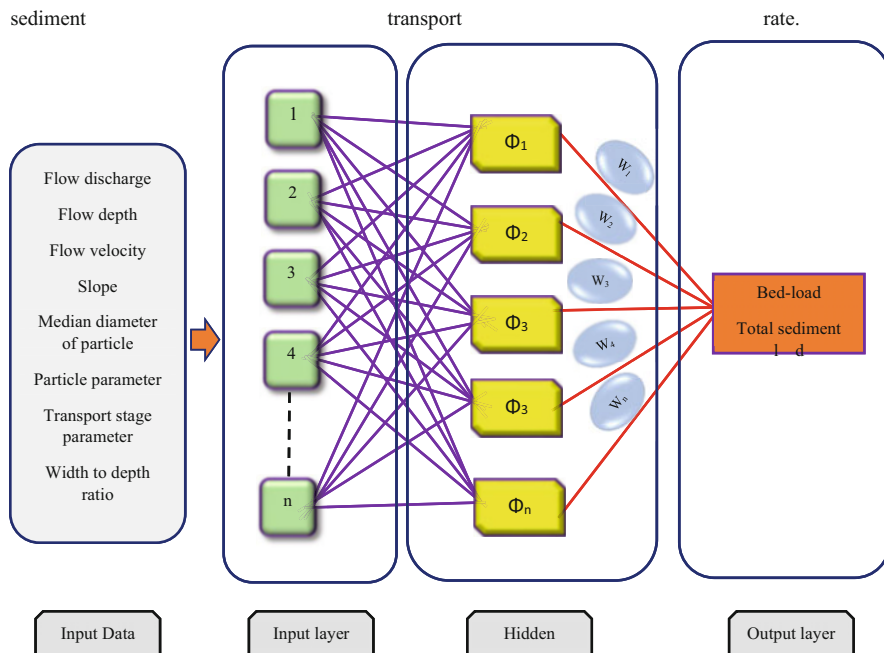 sediment transport rate.
Flow discharge
Flow depth
Flow velocity
Slope
Median diameter
of particle
Particle parameter
Transport stage
parameter
Width to depth
ratio
1
2
3
4
n
Φ1
Φ2
Φ3
Φ3
Φn
W1
W2
W3
W4
Wn
Bed-load
Total sediment
l d
Input Data
Input layer
Hidden
Output layer